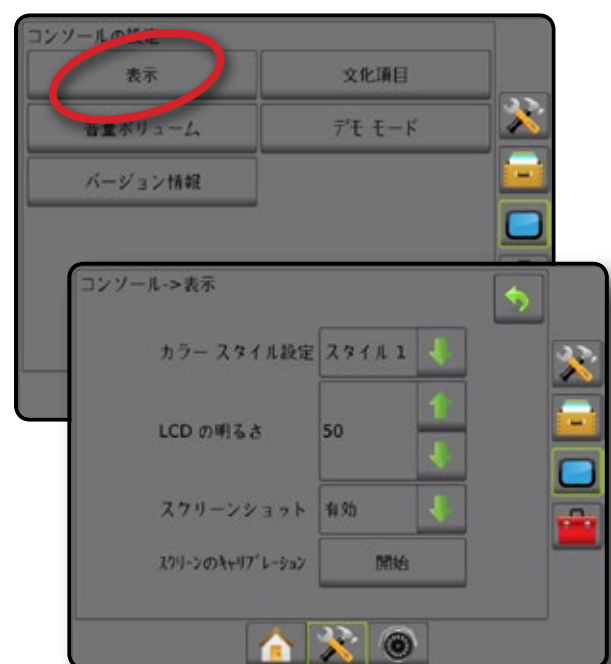 コンソールの設定
表示
文化項目
音量ボリューム
デモ モード
バージョン情報
コンソール->表示
カラー スタイル設定 スタイル 1
LCD の明るさ 50
スクリーンショット 有効
スクリーンのキャリブレーション 開始